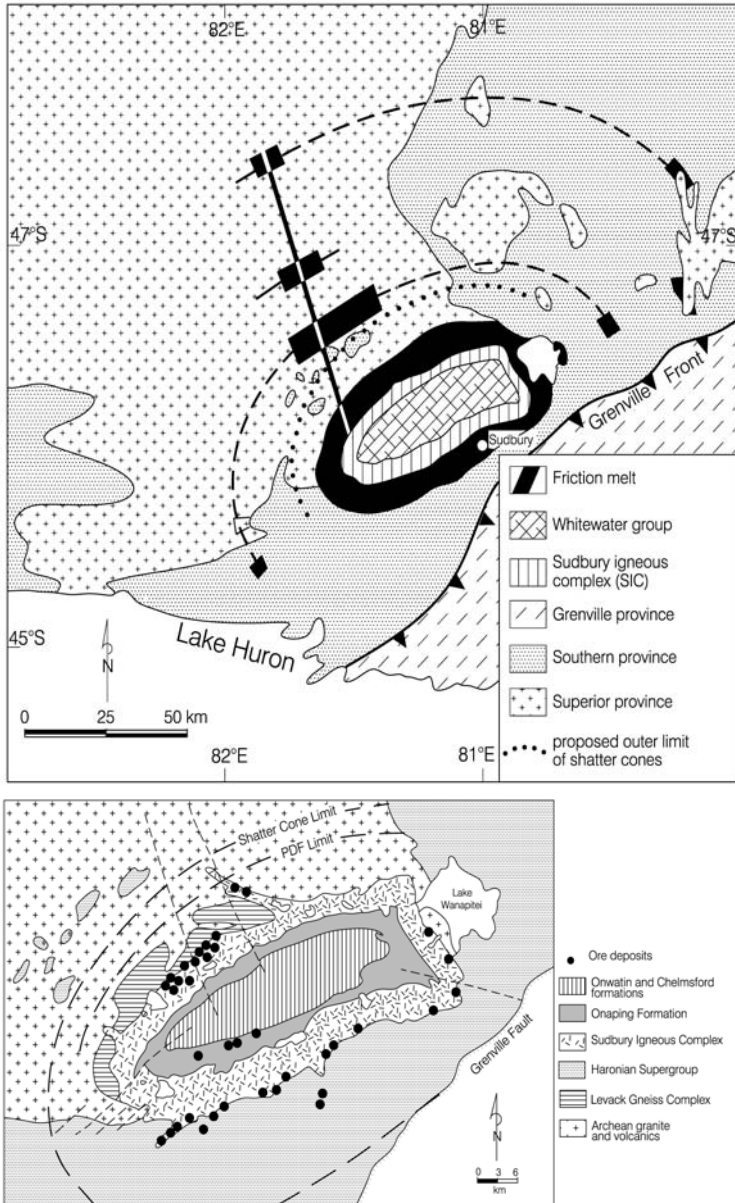 82°E
81°E
47°S
47°S
Sudbury
Grenville Front
Friction melt
Whitewater group
Sudbury igneous
complex (SIC)
Grenville province
Southern province
Superior province
proposed outer limit
of shatter cones
Lake Huron
45°S
N
0 25 50 km
82°E
81°E
Shatter Cone Limit
PDF Limit
Lake
Wanapitei
Grenville Fault
Ore deposits
Onwatin and Chelmsford
formations
Onaping Formation
Sudbury Igneous Complex
Haronian Supergroup
Levack Gneiss Complex
Archean granite
and volcanics
N
0 3 6
km